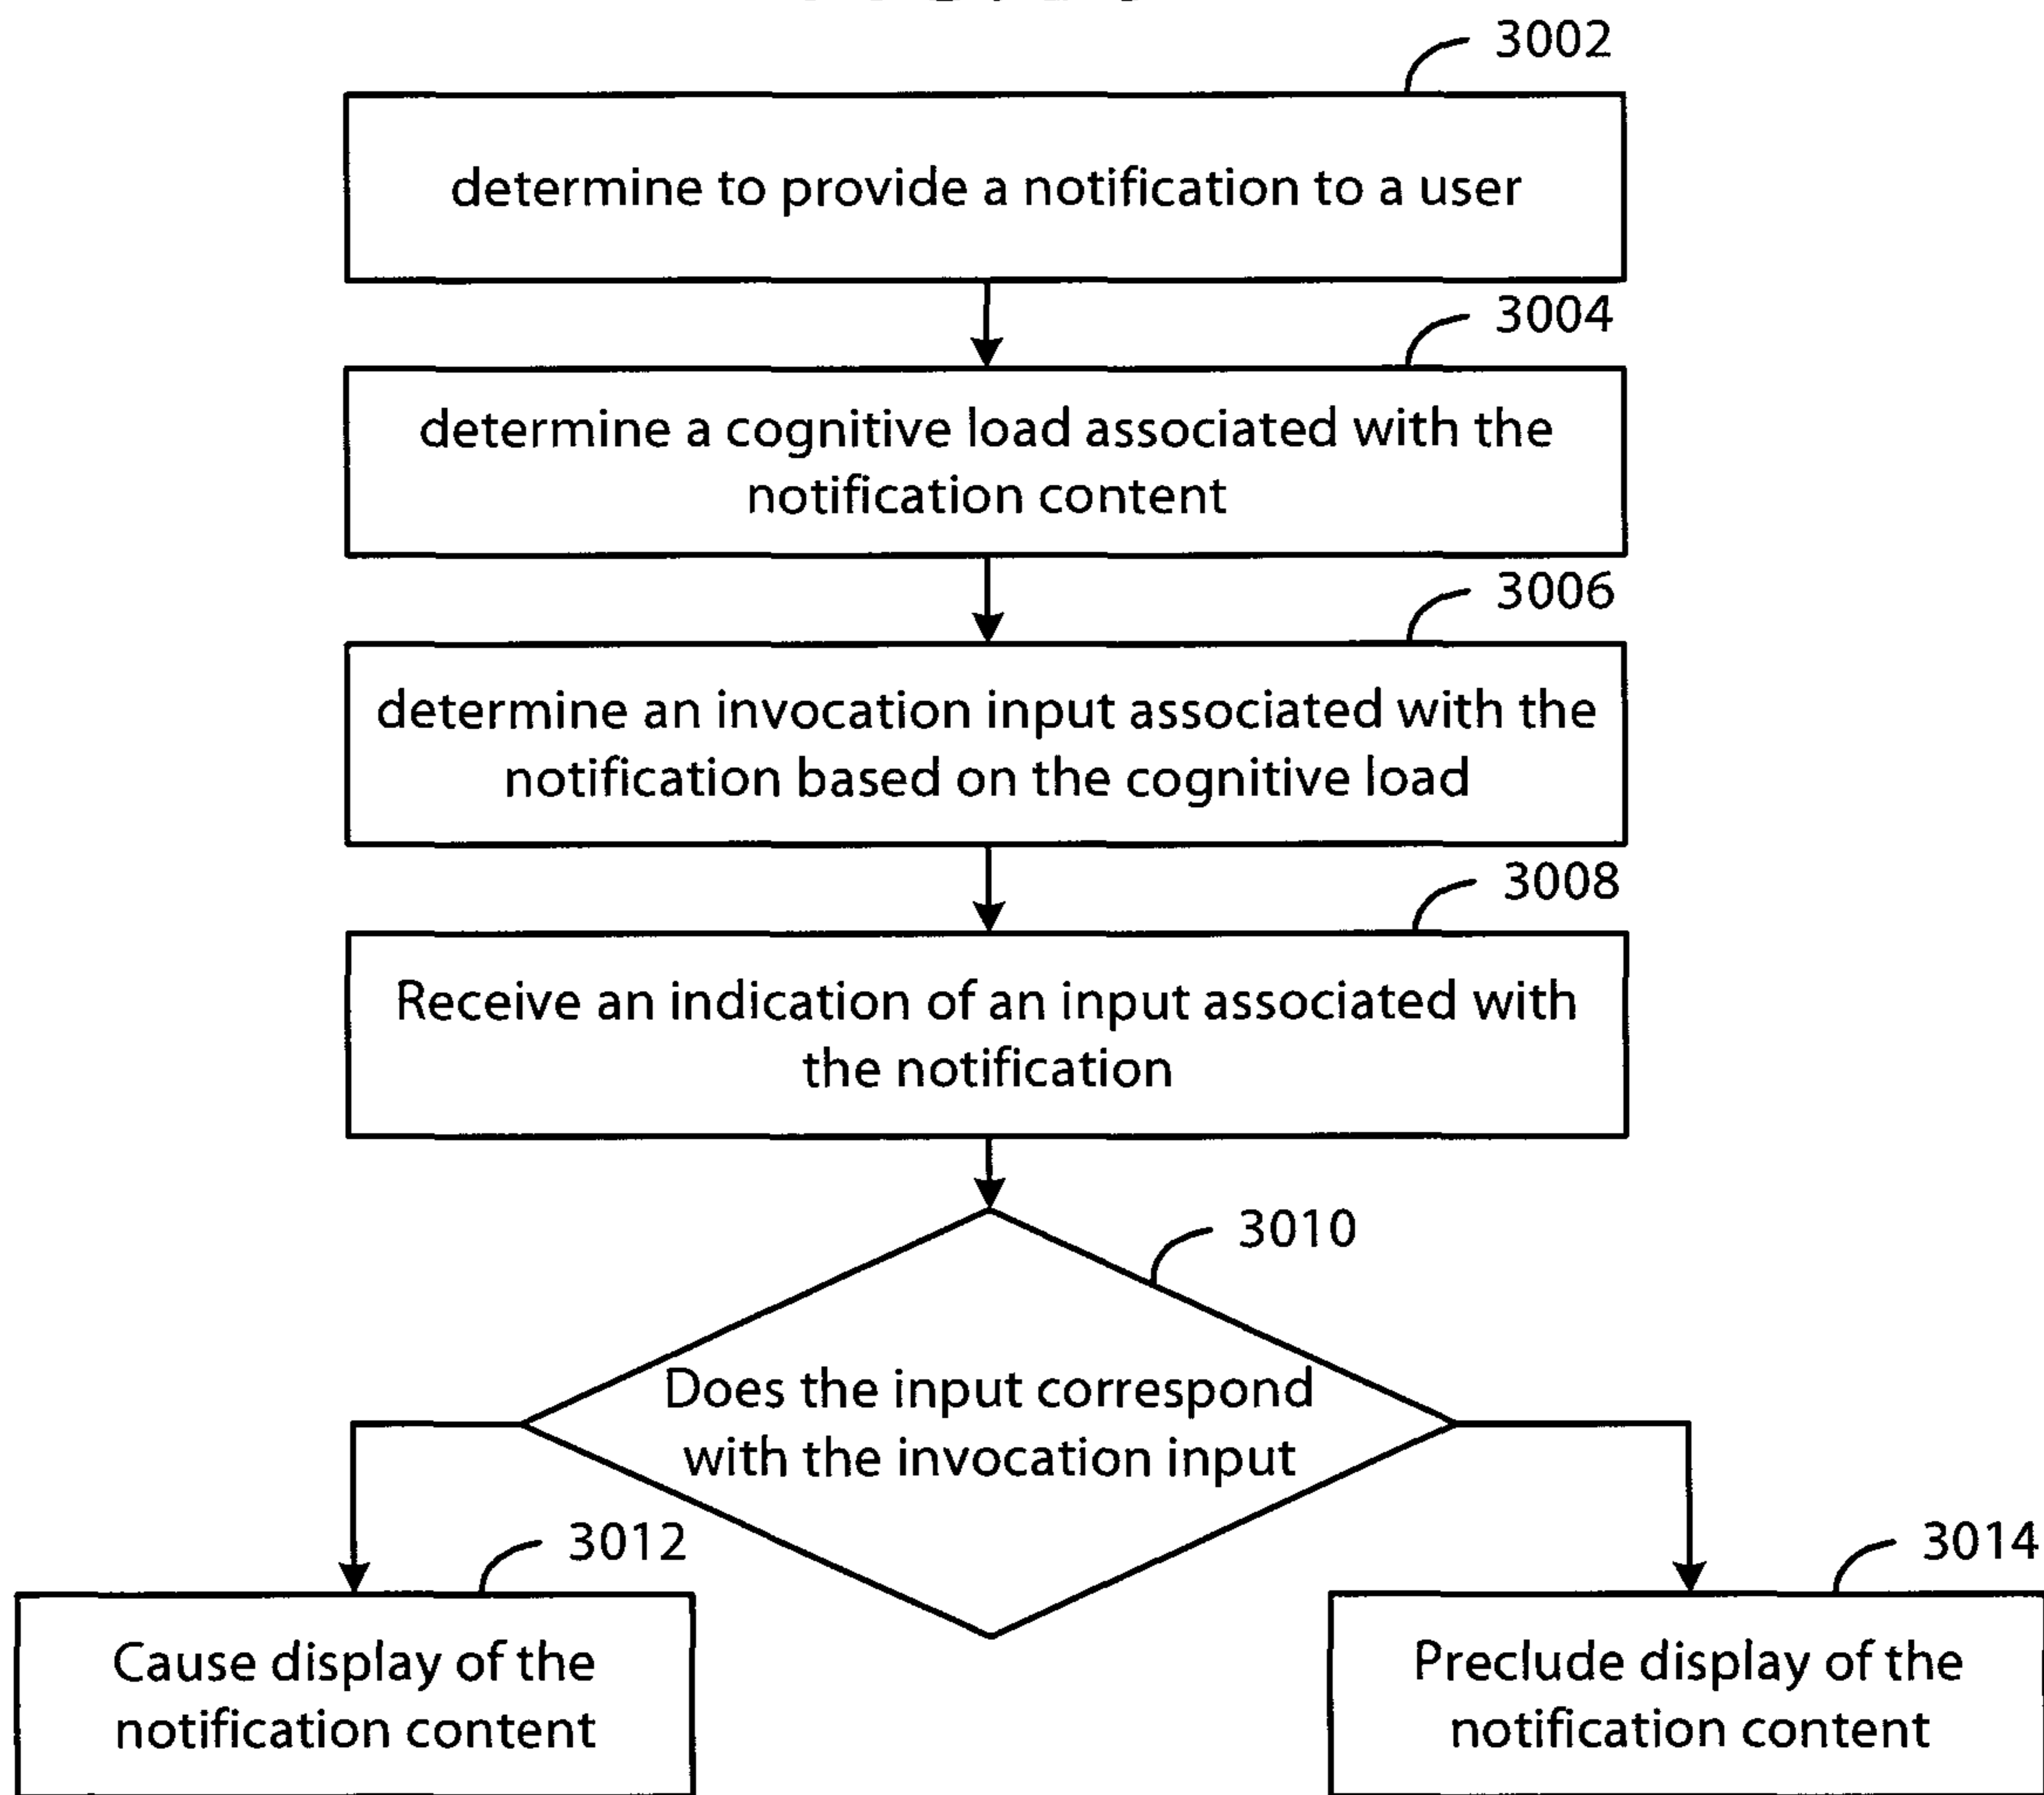 3002
determine to provide a notification to a user
3004
determine a cognitive load associated with the
notification content
3006
determine an invocation input associated with the
notification based on the cognitive load
3008
Receive an indication of an input associated with
the notification
3010
Does the input correspond
with the invocation input
3012
Cause display of the
notification content
3014
Preclude display of the
notification content